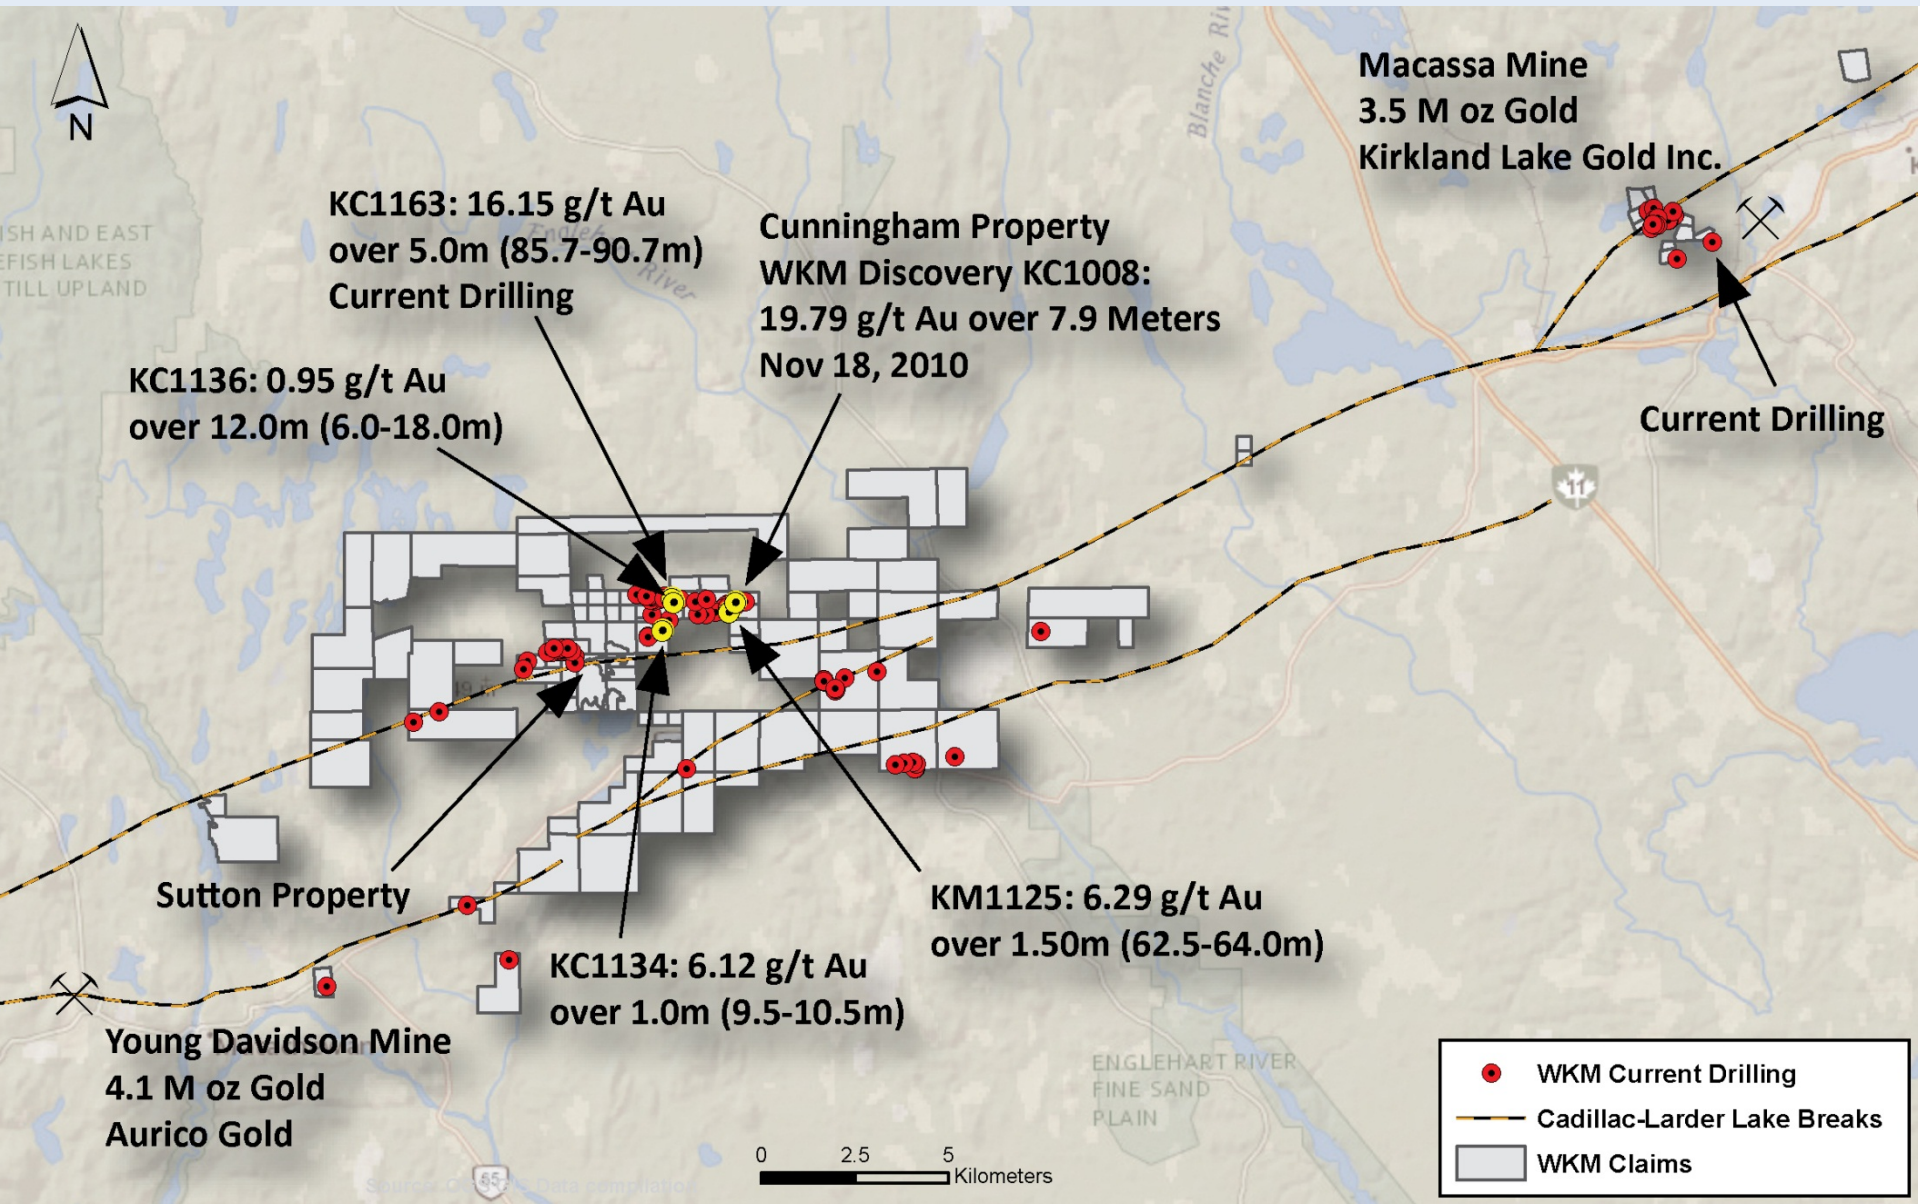 N
Macassa Mine
3.5 M oz Gold
Kirkland Lake Gold Inc.
Blanche
KC1163: 16.15 g/t Au
over 5.0m (85.7-90.7m)
Current Drilling
Cunningham Property
WKM Discovery KC1008:
19.79 g/t Au over 7.9 Meters
Nov 18, 2010
ISH AND EAST
EFISH LAKES
TILL UPLAND
River
KC1136: 0.95 g/t Au
over 12.0m (6.0-18.0m)
Current Drilling
11
Sutton Property
KM1125: 6.29 g/t Au
over 1.50m (62.5-64.0m)
KC1134: 6.12 g/t Au
over 1.0m (9.5-10.5m)
Young Davidson Mine
4.1 M oz Gold
Aurico Gold
ENGLEHART RIVER
FINE SAND
PLAIN
0 2.5 5
Kilometers
65
WKM Current Drilling
Cadillac-Larder Lake Breaks
WKM Claims